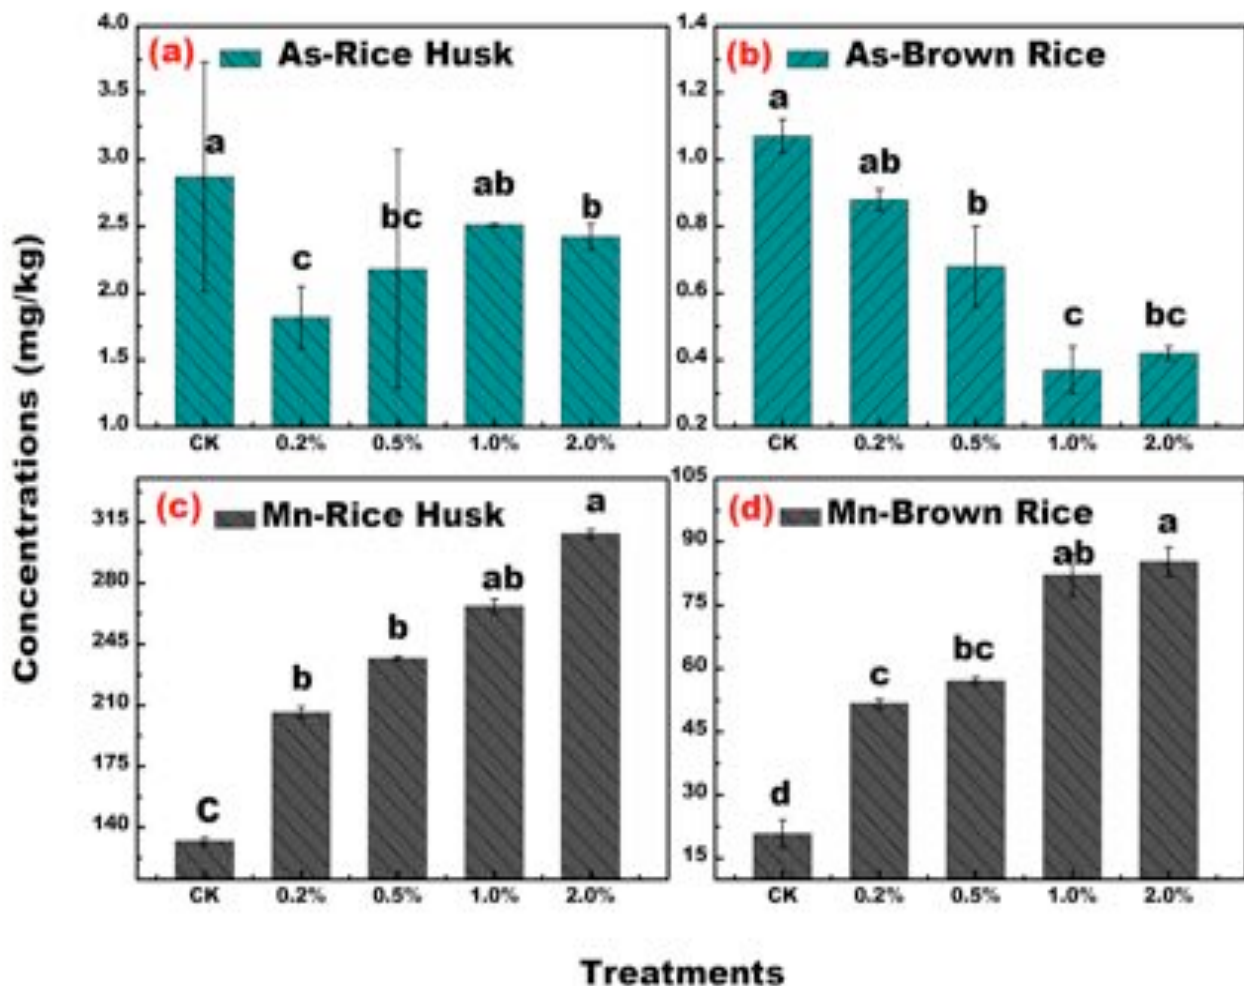 Concentrations (mg/kg)
(a) As-Rice Husk
4.0
3.5
3.0
2.5
2.0
1.5
1.0
a
c
bc
ab
b
CK 0.2% 0.5% 1.0% 2.0%
(b) As-Brown Rice
1.4
1.2
1.0
0.8
0.6
0.4
0.2
a
ab
b
c
bc
CK 0.2% 0.5% 1.0% 2.0%
(c) Mn-Rice Husk
315
280
245
210
175
140
C
b
b
ab
a
CK 0.2% 0.5% 1.0% 2.0%
(d) Mn-Brown Rice
105
90
75
60
45
30
15
d
c
bc
ab
a
CK 0.2% 0.5% 1.0% 2.0%
Treatments